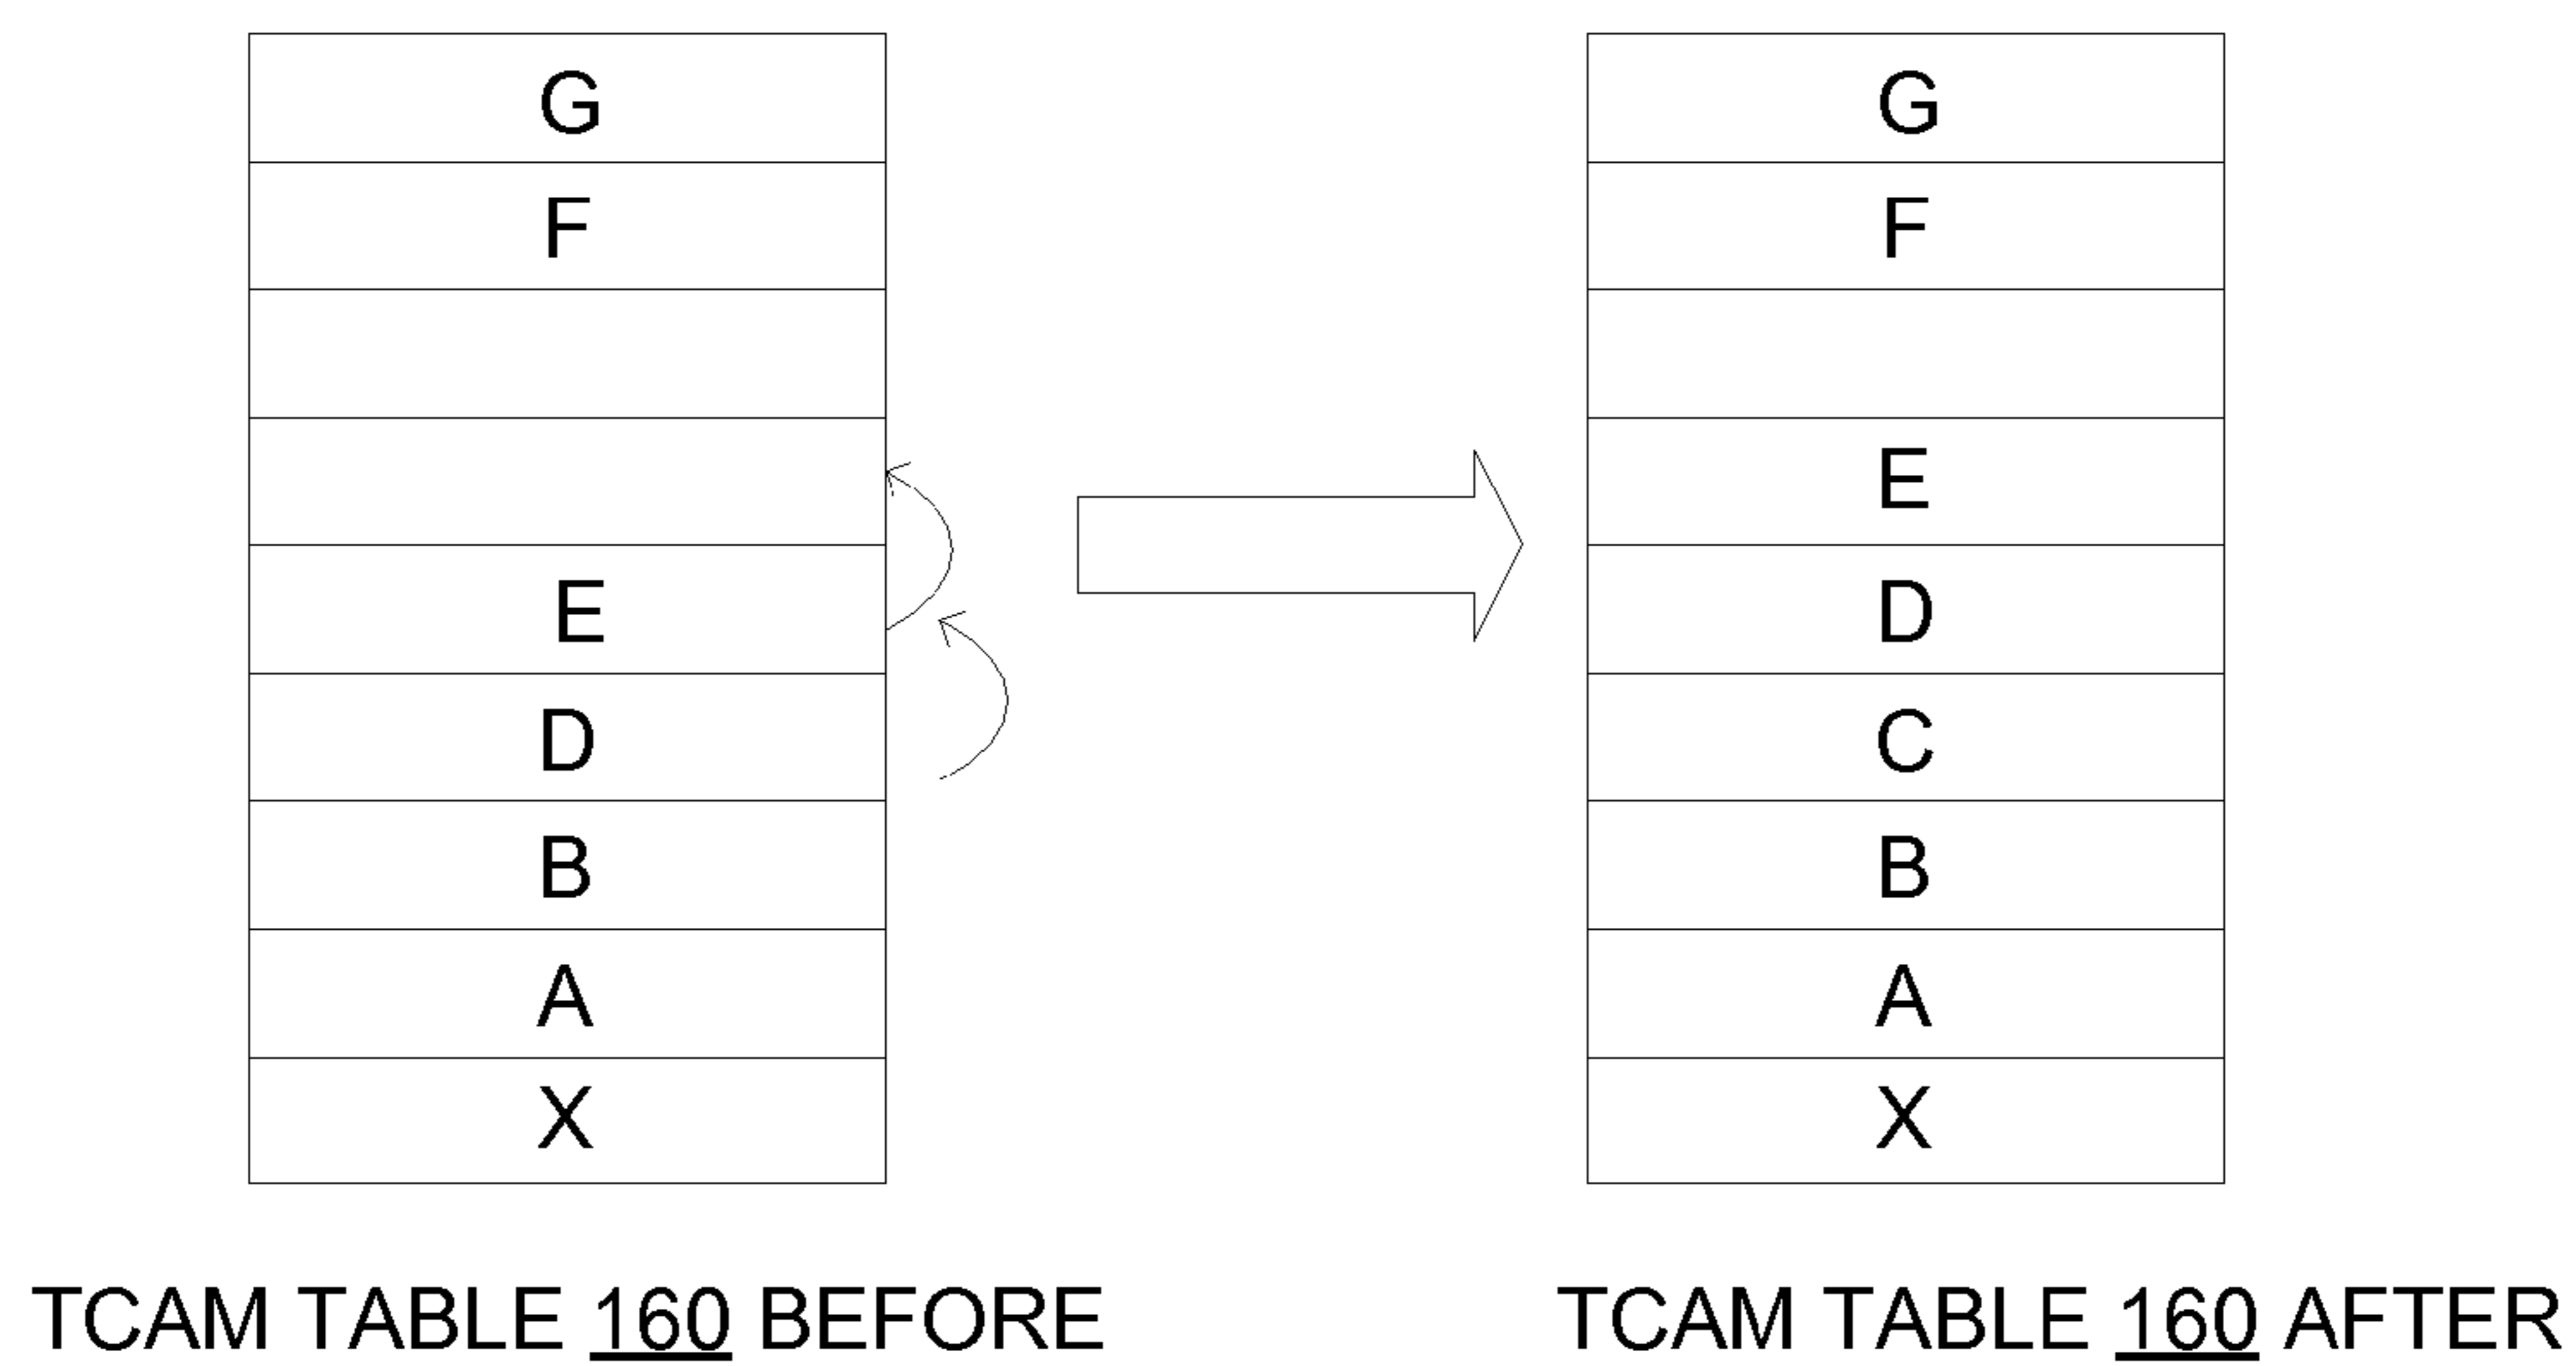 G
F
E
D
B
A
X
TCAM TABLE 160 BEFORE
G
F
E
D
C
B
A
X
TCAM TABLE 160 AFTER